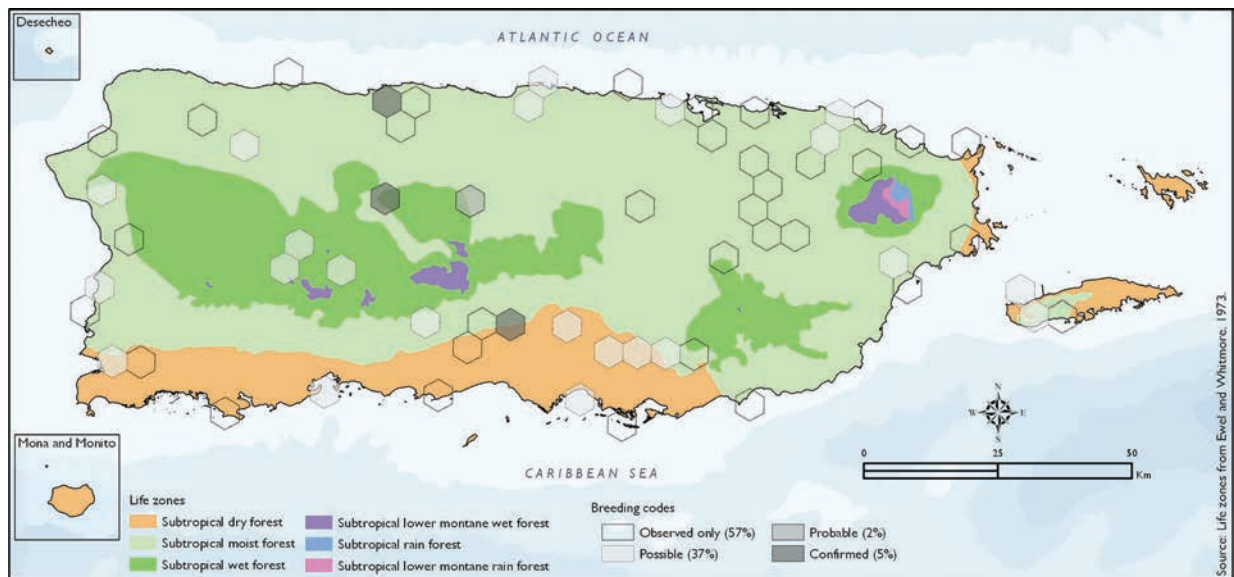 Desecheo
ATLANTIC OCEAN
N
W E
S
Mona and Monito
CARIBBEAN SEA
0 25 50
Km
Life zones
Subtropical dry forest
Subtropical moist forest
Subtropical wet forest
Subtropical lower montane wet forest
Subtropical rain forest
Subtropical lower montane rain forest
Breeding codes
Observed only (57%)
Possible (37%)
Probable (2%)
Confirmed (5%)
Source: Life zones from Ewel and Whitmore, 1973.